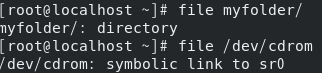 [root@localhost ~]# file myfolder/
myfolder/: directory
[root@localhost ~]# file /dev/cdrom
/dev/cdrom: symbolic link to sr0